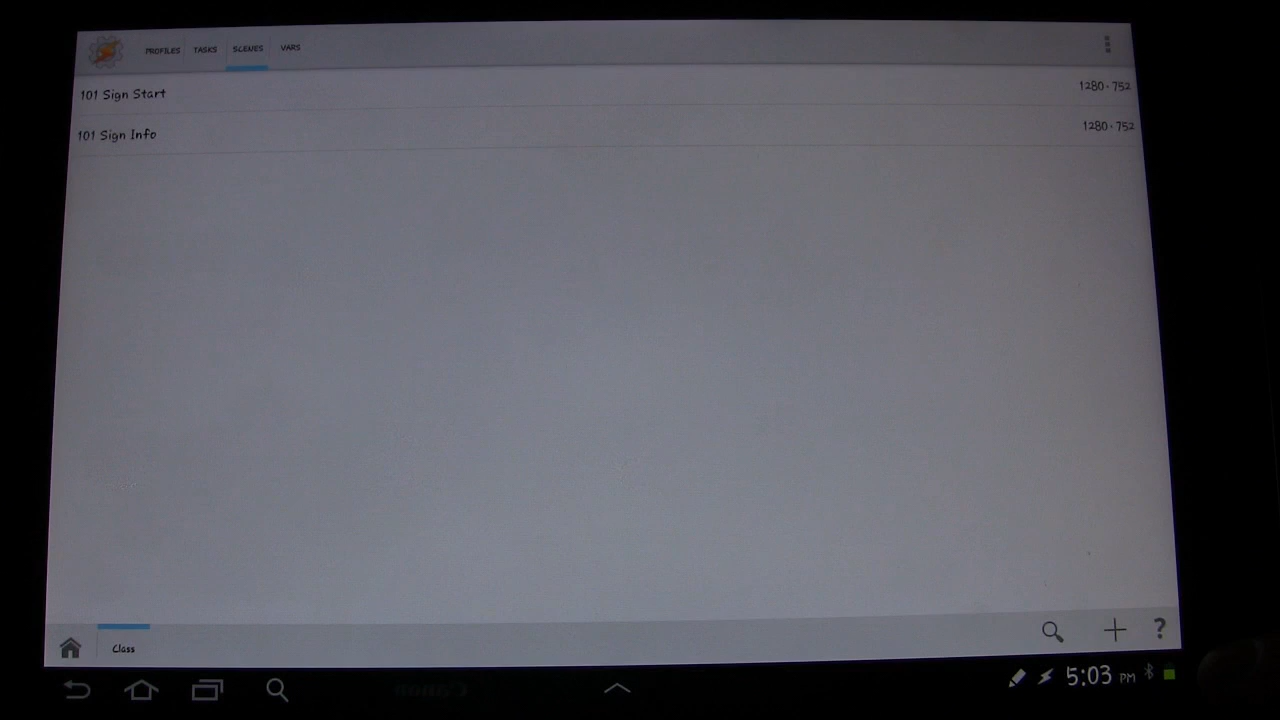 PROFILES TASKS SCENES VARS
101 Sign Start 1280 · 752
101 Sign Info 1280 · 752
Class ?
5:03 PM